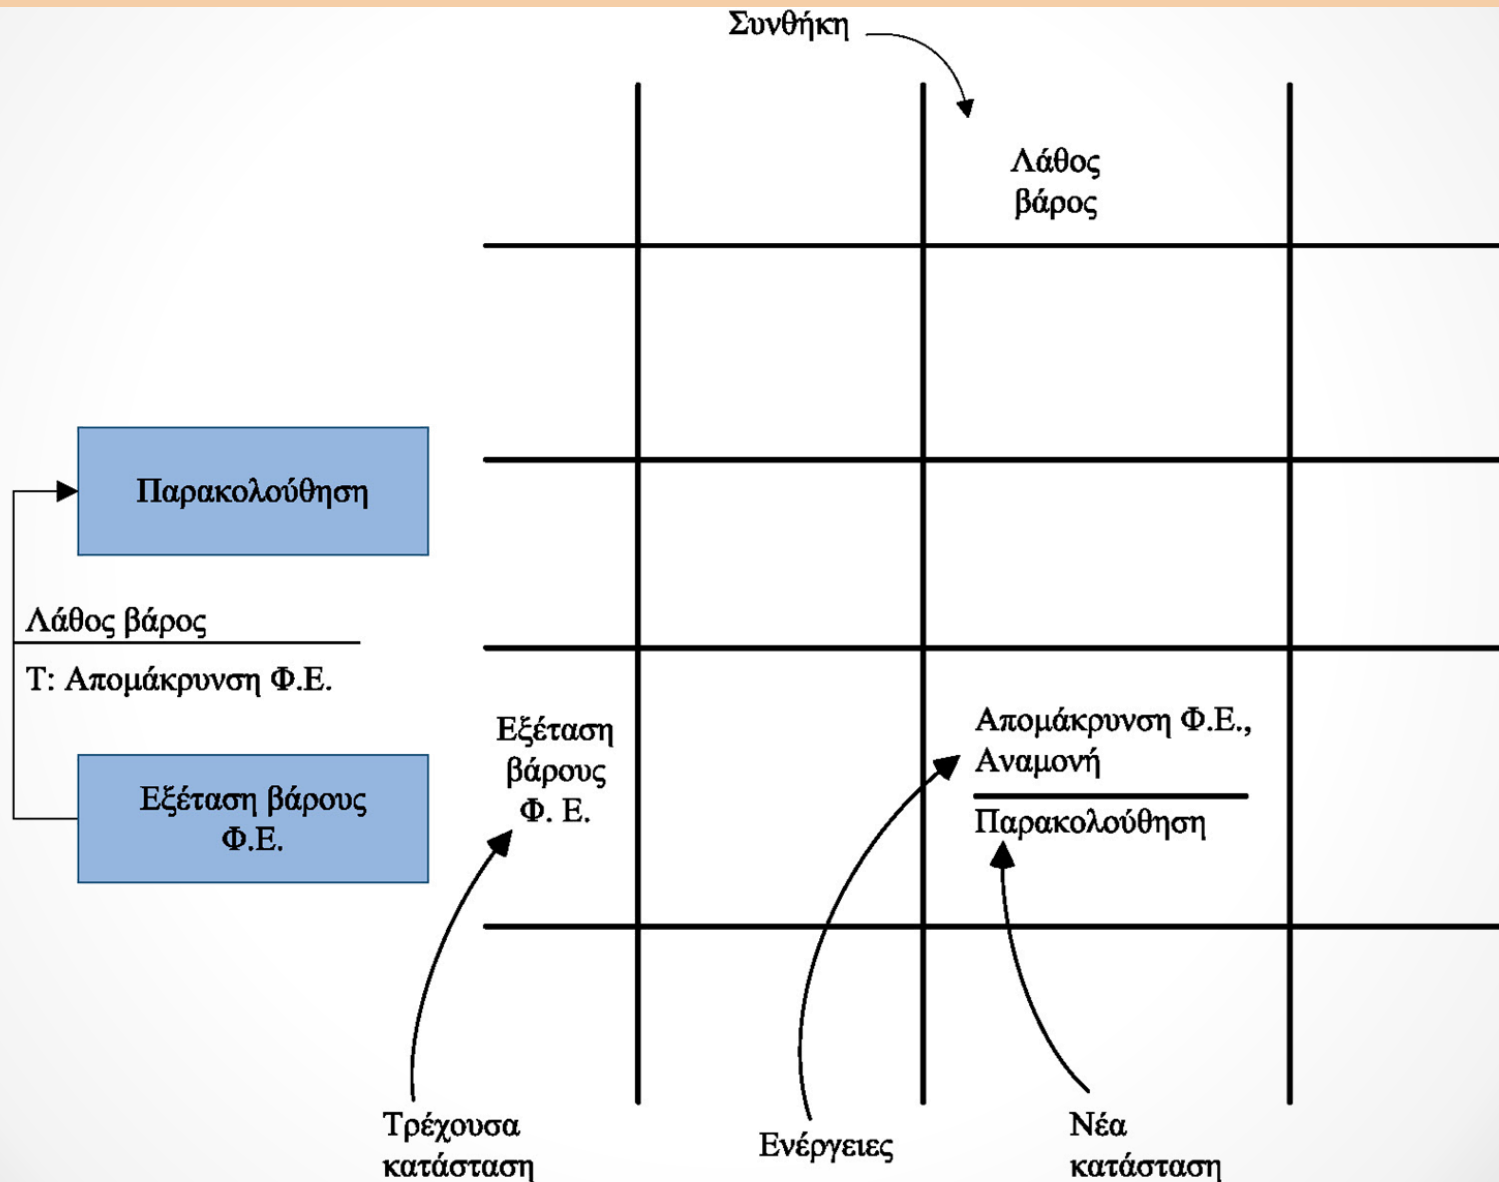 Συνθήκη
Λάθος
βάρος
Παρακολούθηση
Λάθος βάρος
Τ: Απομάκρυνση Φ.Ε.
Εξέταση βάρους
Φ.Ε.
Εξέταση
βάρους
Φ. Ε.
Απομάκρυνση Φ.Ε.,
Αναμονή
Παρακολούθηση
Τρέχουσα
κατάσταση
Ενέργειες
Νέα
κατάσταση